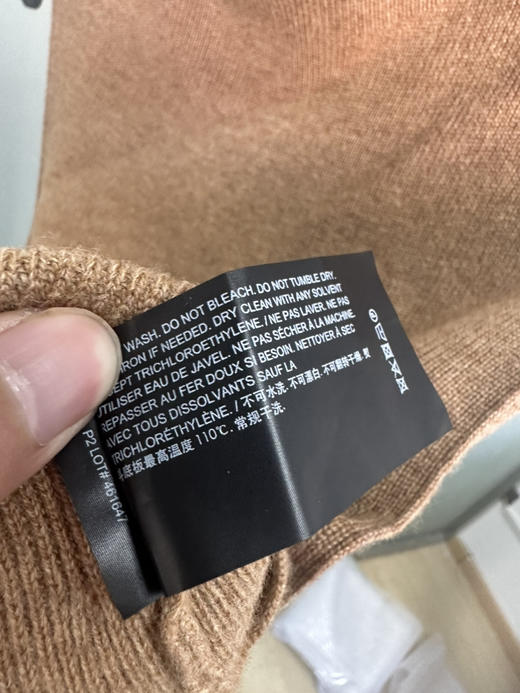 WASH. DO NOT BLEACH. DO NOT TUMBLE DRY.
IRON IF NEEDED. DRY CLEAN WITH ANY SOLVENT
EPT TRICHLOROETHYLENE. / NE PAS LAVER. NE PAS
UTILISER EAU DE JAVEL. NE PAS SÉCHER À LA MACHINE
REPASSER AU FER DOUX SI BESOIN. NETTOYER À SEC
AVEC TOUS DISSOLVANTS SAUF LA
TRICHLORÉTHYLÈNE. / 不可水洗. 不可漂白. 不可翻转干燥.
底板最高温度 110℃. 常规干洗.
P2 LOT# 461647